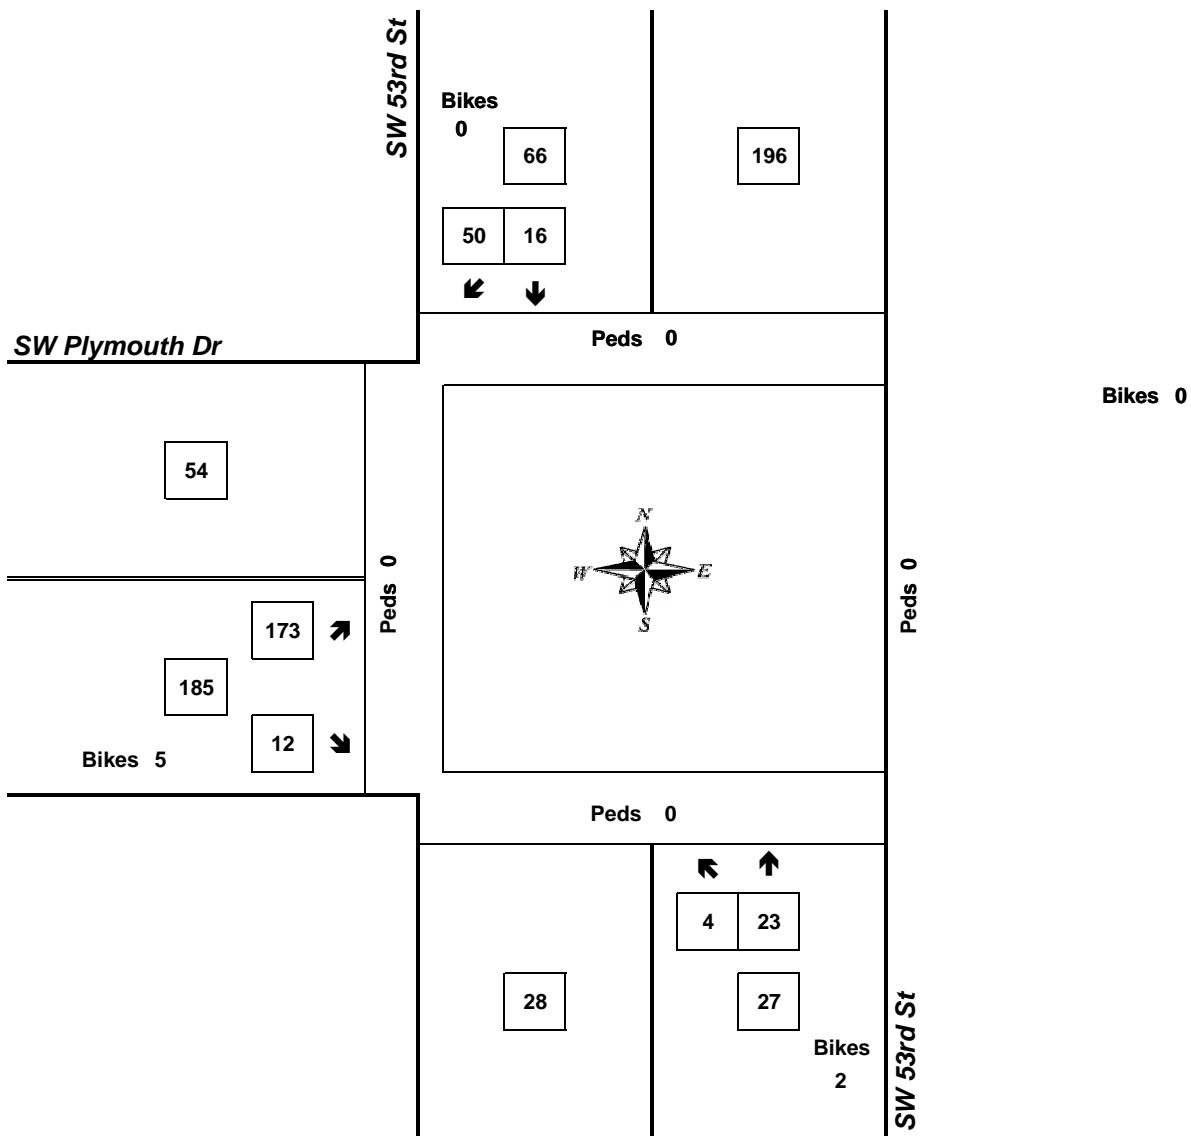 SW 53rd St
Bikes
0
66
196
50 16
Peds 0
SW Plymouth Dr
Bikes 0
54
N
W E
S
Peds 0
Peds 0
173
185
12
Bikes 5
Peds 0
4 23
28
27
Bikes
2
SW 53rd St